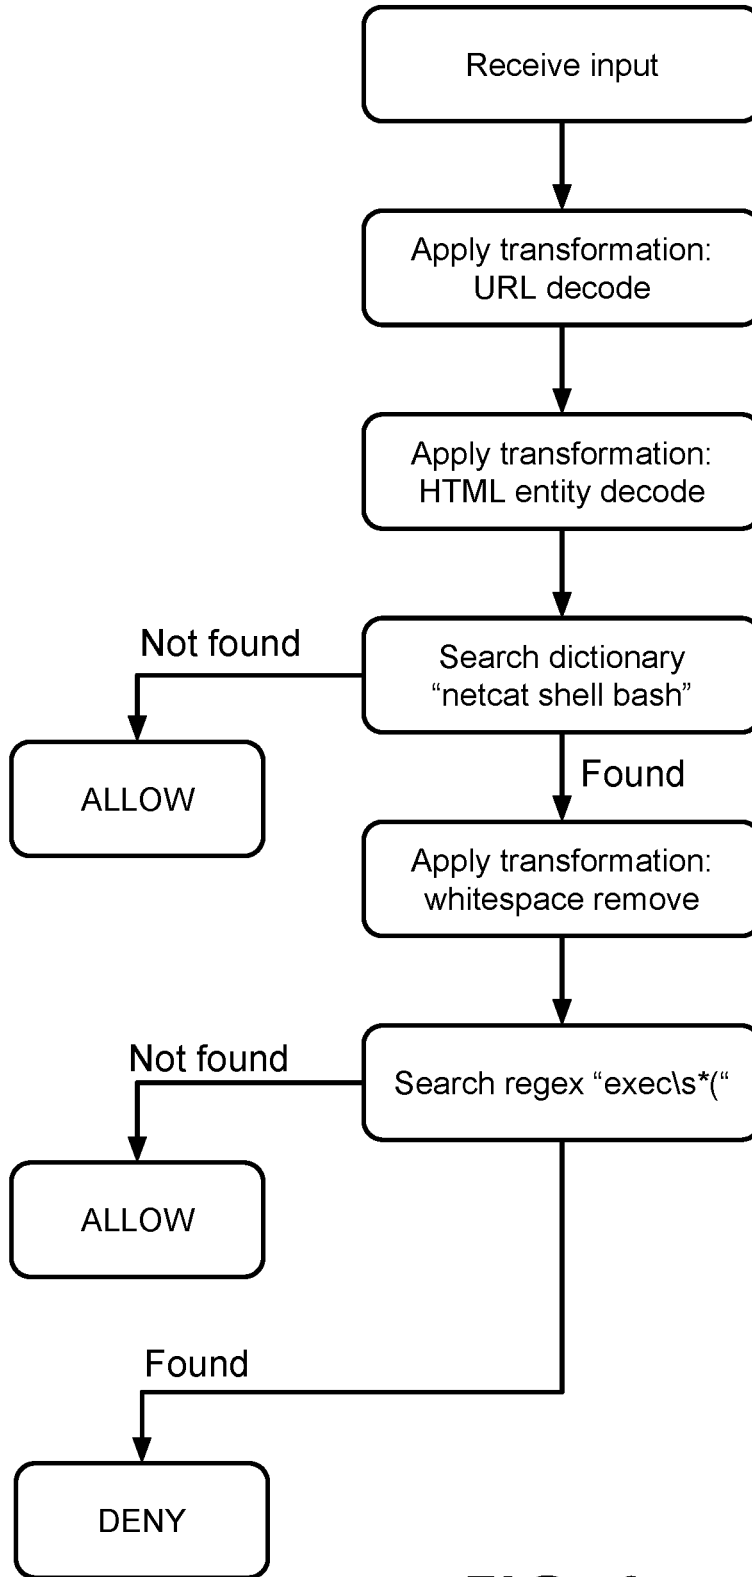 Receive input
Apply transformation:
URL decode
Apply transformation:
HTML entity decode
Not found
Search dictionary
“netcat shell bash”
ALLOW
Found
Apply transformation:
whitespace remove
Not found
Search regex “exec\s*(“
ALLOW
Found
DENY